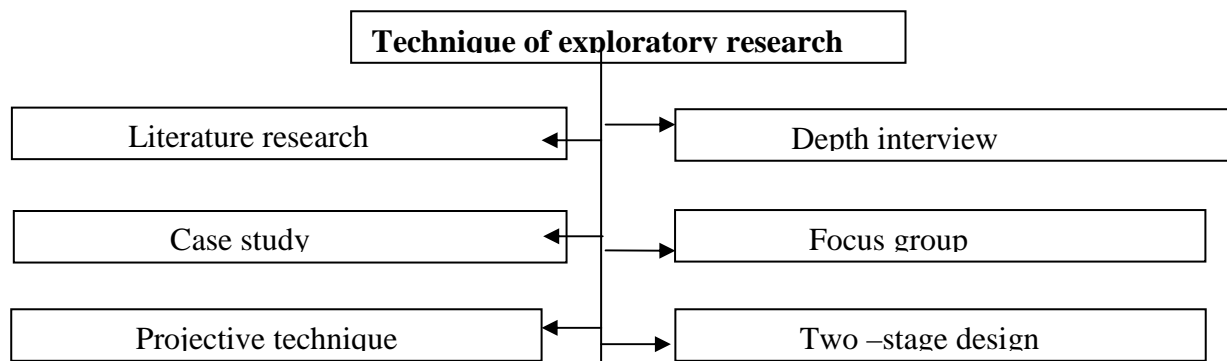 Technique of exploratory research
Literature research
Depth interview
Case study
Focus group
Projective technique
Two –stage design